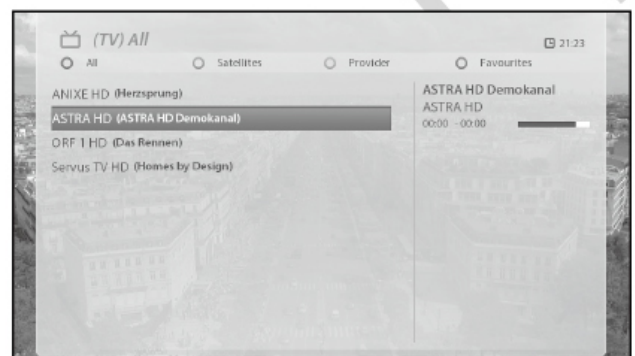 (TV) All
21:23
All Satellites Provider Favourites
ANIXE HD (Herzsprung)
ASTRA HD (ASTRA HD Demokanal)
ORF 1 HD (Das Rennen)
Servus TV HD (Homes by Design)
ASTRA HD Demokanal
ASTRA HD
00:00 -00:00